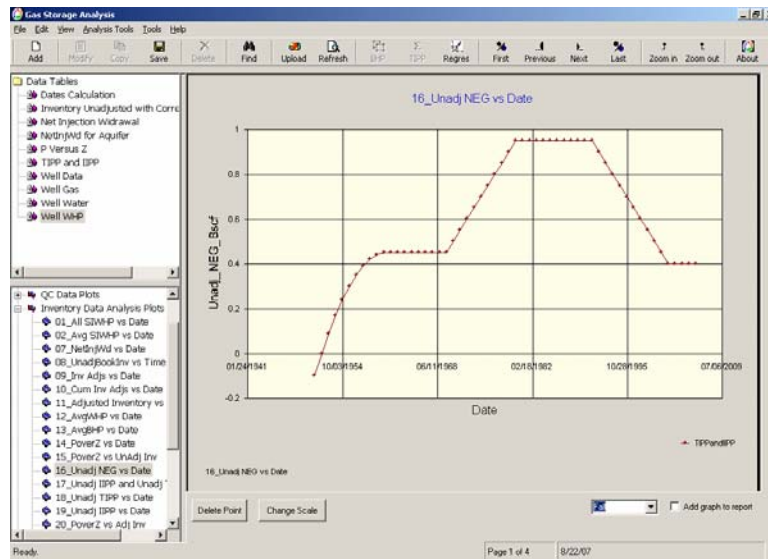 Gas Storage Analysis
File Edit View Analysis Tools Tools Help
Add Modify Copy Save Delete Find Upload Refresh BHP TIPP Regres First Previous Next Last Zoom in Zoom out About
Data Tables
Dates Calculation
Inventory Unadjusted with Corre
Net Injection Widrawal
NetInjWd for Aquifer
P Versus Z
TIPP and IIPP
Well Data
Well Gas
Well Water
Well WHP
QC Data Plots
Inventory Data Analysis Plots
01_All SIWHP vs Date
02_Avg SIWHP vs Date
07_NetInjWd vs Date
08_UnadjBookInv vs Time
09_Inv Adjs vs Date
10_Cum Inv Adjs vs Date
11_Adjusted Inventory vs
12_AvgWHP vs Date
13_AvgBHP vs Date
14_PoverZ vs Date
15_PoverZ vs UnAdj Inv
16_Unadj NEG vs Date
17_Unadj IIPP and Unadj
18_Unadj TIPP vs Date
19_Unadj IIPP vs Date
20_PoverZ vs Adj Inv
16_Unadj NEG vs Date
1
0.8
0.6
0.4
0.2
0
-0.2
Unadj_NEG_Bscf
01/24/1941 10/03/1954 06/11/1968 02/18/1982 10/28/1995 07/06/2009
Date
TIPPandIIPP
16_Unadj NEG vs Date
Delete Point Change Scale
Add graph to report
Ready.
Page 1 of 4
8/22/07